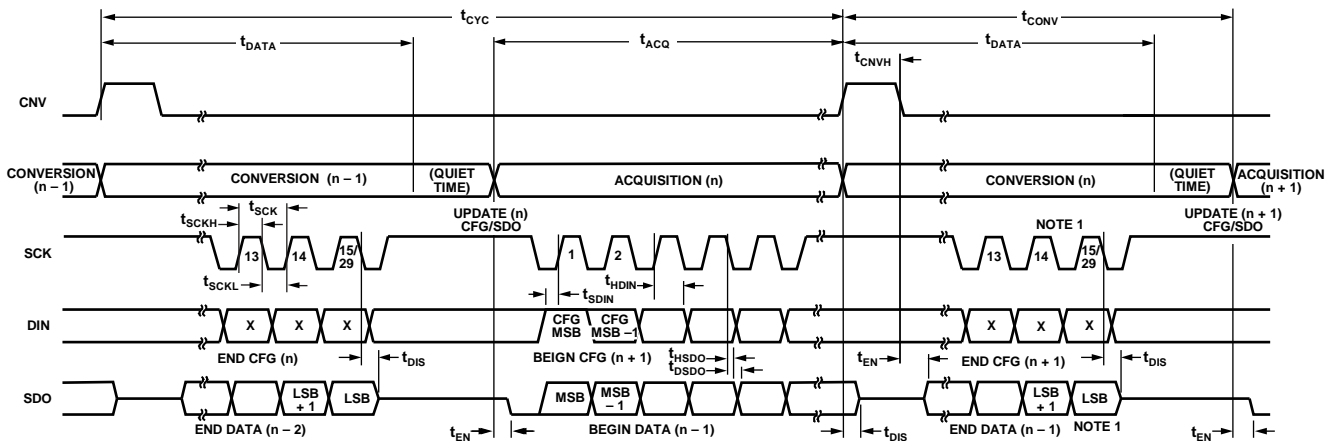 tCYC
tCONV
tDATA
tACQ
tDATA
tCNVH
CNV
CONVERSION
(n – 1)
CONVERSION (n – 1)
(QUIET
TIME)
ACQUISITION (n)
CONVERSION (n)
(QUIET
TIME)
ACQUISITION
(n + 1)
tSCK
tSCKH
UPDATE (n)
CFG/SDO
NOTE 1
UPDATE (n + 1)
CFG/SDO
SCK
13
14
15/
29
1
2
13
14
15/
29
tSCKL
tHDIN
tSDIN
DIN
X
X
X
CFG
MSB
CFG
MSB –1
X
X
X
END CFG (n)
tDIS
BEIGN CFG (n + 1)
tHSDO
tDSDO
tEN
END CFG (n + 1)
tDIS
SDO
LSB
+ 1
LSB
MSB
MSB
–1
LSB
+ 1
LSB
END DATA (n – 2)
tEN
BEGIN DATA (n – 1)
tDIS
END DATA (n – 1)
NOTE 1
tEN